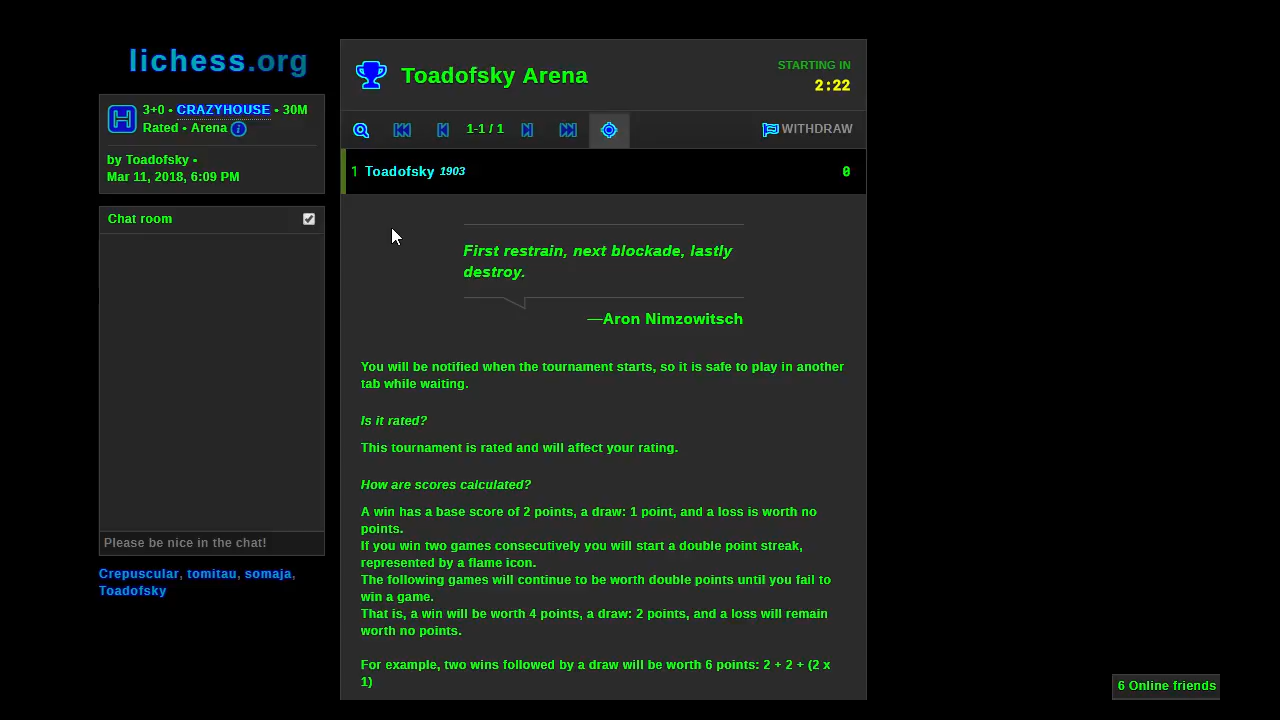 lichess.org
3+0 • CRAZYHOUSE • 30M
Rated • Arena
by Toadofsky •
Mar 11, 2018, 6:09 PM
Chat room
Please be nice in the chat!
Crepuscular, tomitau, somaja,
Toadofsky
Toadofsky Arena
STARTING IN
2:22
1-1 / 1
WITHDRAW
1 Toadofsky 1903 0
First restrain, next blockade, lastly
destroy.
—Aron Nimzowitsch
You will be notified when the tournament starts, so it is safe to play in another
tab while waiting.
Is it rated?
This tournament is rated and will affect your rating.
How are scores calculated?
A win has a base score of 2 points, a draw: 1 point, and a loss is worth no
points.
If you win two games consecutively you will start a double point streak,
represented by a flame icon.
The following games will continue to be worth double points until you fail to
win a game.
That is, a win will be worth 4 points, a draw: 2 points, and a loss will remain
worth no points.
For example, two wins followed by a draw will be worth 6 points: 2 + 2 + (2 x
1)
6 Online friends